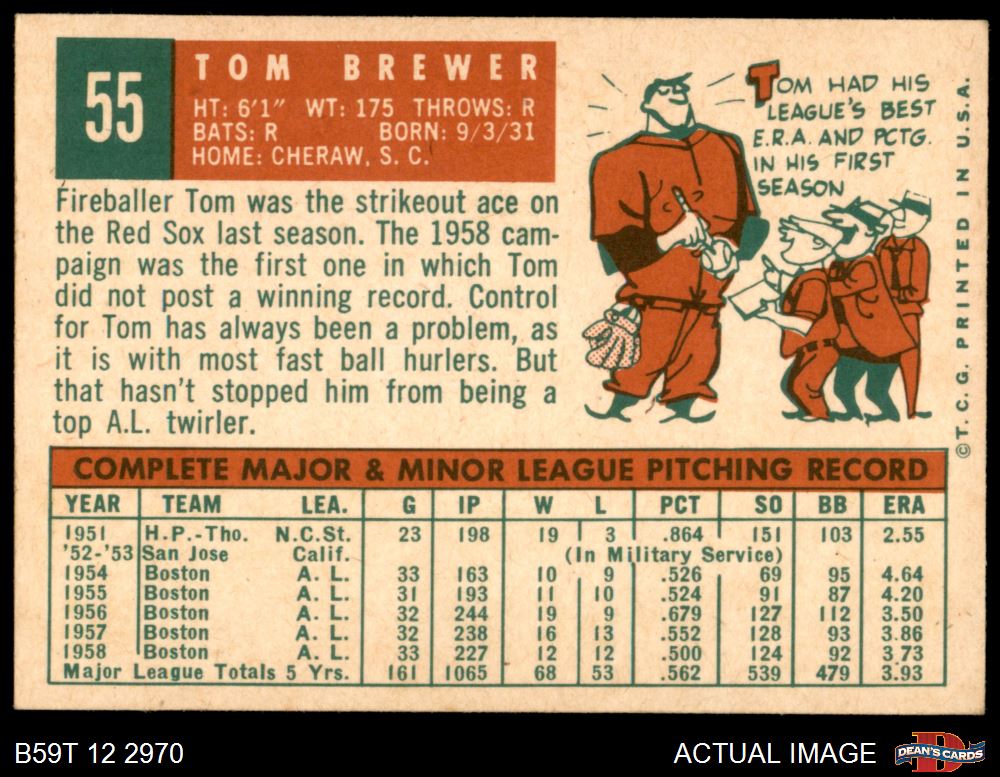 55
TOM BREWER
HT: 6'1" WT: 175 THROWS: R
BATS: R BORN: 9/3/31
HOME: CHERAW, S. C.
Fireballer Tom was the strikeout ace on
the Red Sox last season. The 1958 cam-
paign was the first one in which Tom
did not post a winning record. Control
for Tom has always been a problem, as
it is with most fast ball hurlers. But
that hasn't stopped him from being a
top A.L. twirler.
TOM HAD HIS
LEAGUE'S BEST
E.R.A. AND PCTG.
IN HIS FIRST
SEASON
© T. C. G. PRINTED IN U.S.A.
COMPLETE MAJOR & MINOR LEAGUE PITCHING RECORD
YEAR TEAM LEA. G IP W L PCT SO BB ERA
1951 H.P.-Tho. N.C.St. 23 198 19 3 .864 151 103 2.55
'52-'53 San Jose Calif. (In Military Service)
1954 Boston A. L. 33 163 10 9 .526 69 95 4.64
1955 Boston A. L. 31 193 11 10 .524 91 87 4.20
1956 Boston A. L. 32 244 19 9 .679 127 112 3.50
1957 Boston A. L. 32 238 16 13 .552 128 93 3.86
1958 Boston A. L. 33 227 12 12 .500 124 92 3.73
Major League Totals 5 Yrs. 161 1065 68 53 .562 539 479 3.93
B59T 12 2970
ACTUAL IMAGE
DEAN'S CARDS